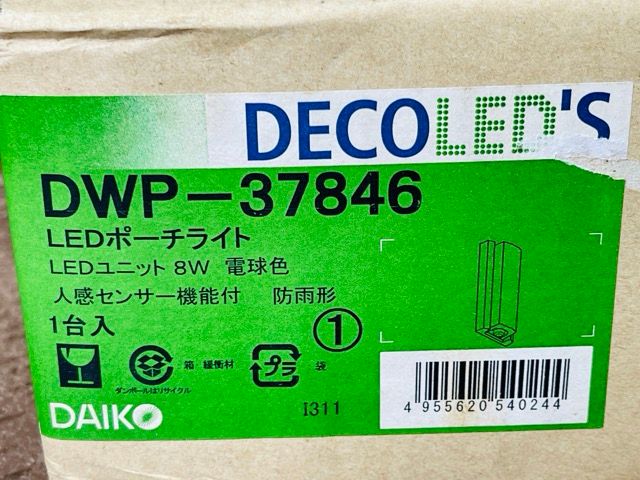 DECOLED'S
DWP-37846
LEDポーチライト
LEDユニット 8W 電球色
人感センサー機能付 防雨形
1台入
①
箱 緩衝材
プラ 袋
ダンボールはリサイクル
DAIKO
I311
4 955620 540244